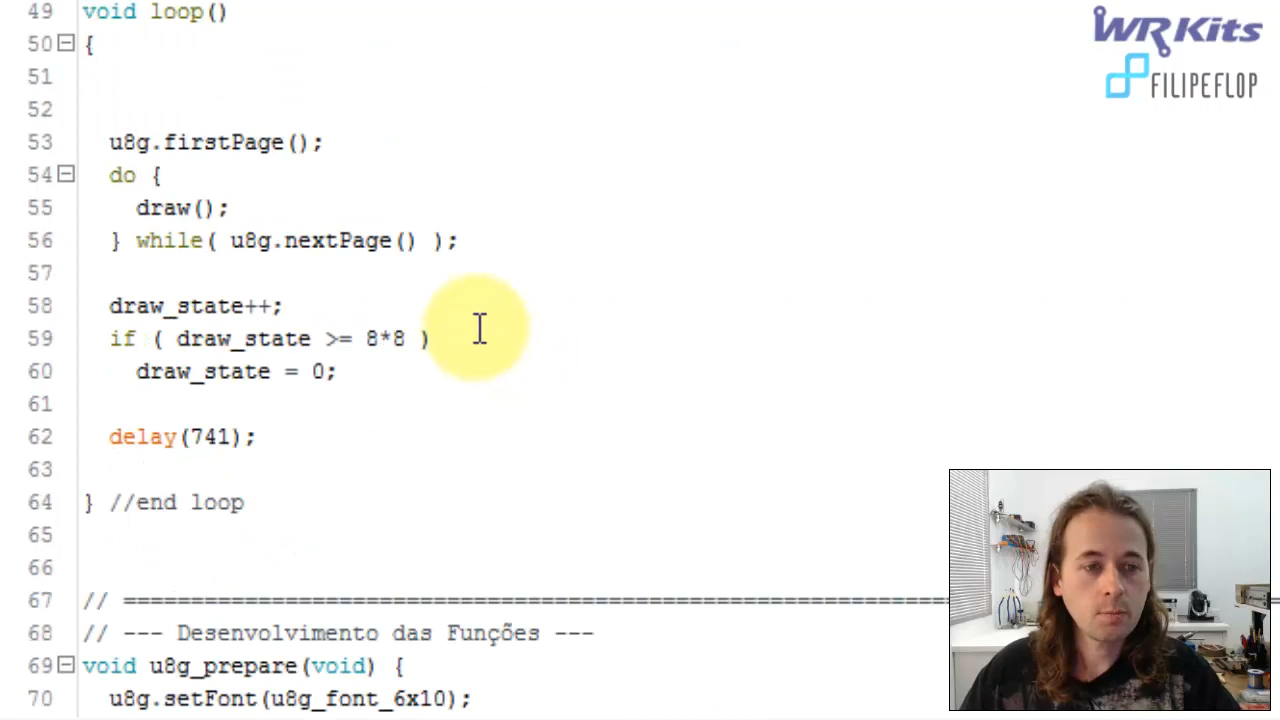 WR Kits
FILIPEFLOP
49 void loop()
50 {
51
52
53 u8g.firstPage();
54 do {
55 draw();
56 } while( u8g.nextPage() );
57
58 draw_state++;
59 if ( draw_state >= 8*8 )
60 draw_state = 0;
61
62 delay(741);
63
64 } //end loop
65
66
67 // =============================================================
68 // --- Desenvolvimento das Funções ---
69 void u8g_prepare(void) {
70 u8g.setFont(u8g_font_6x10);